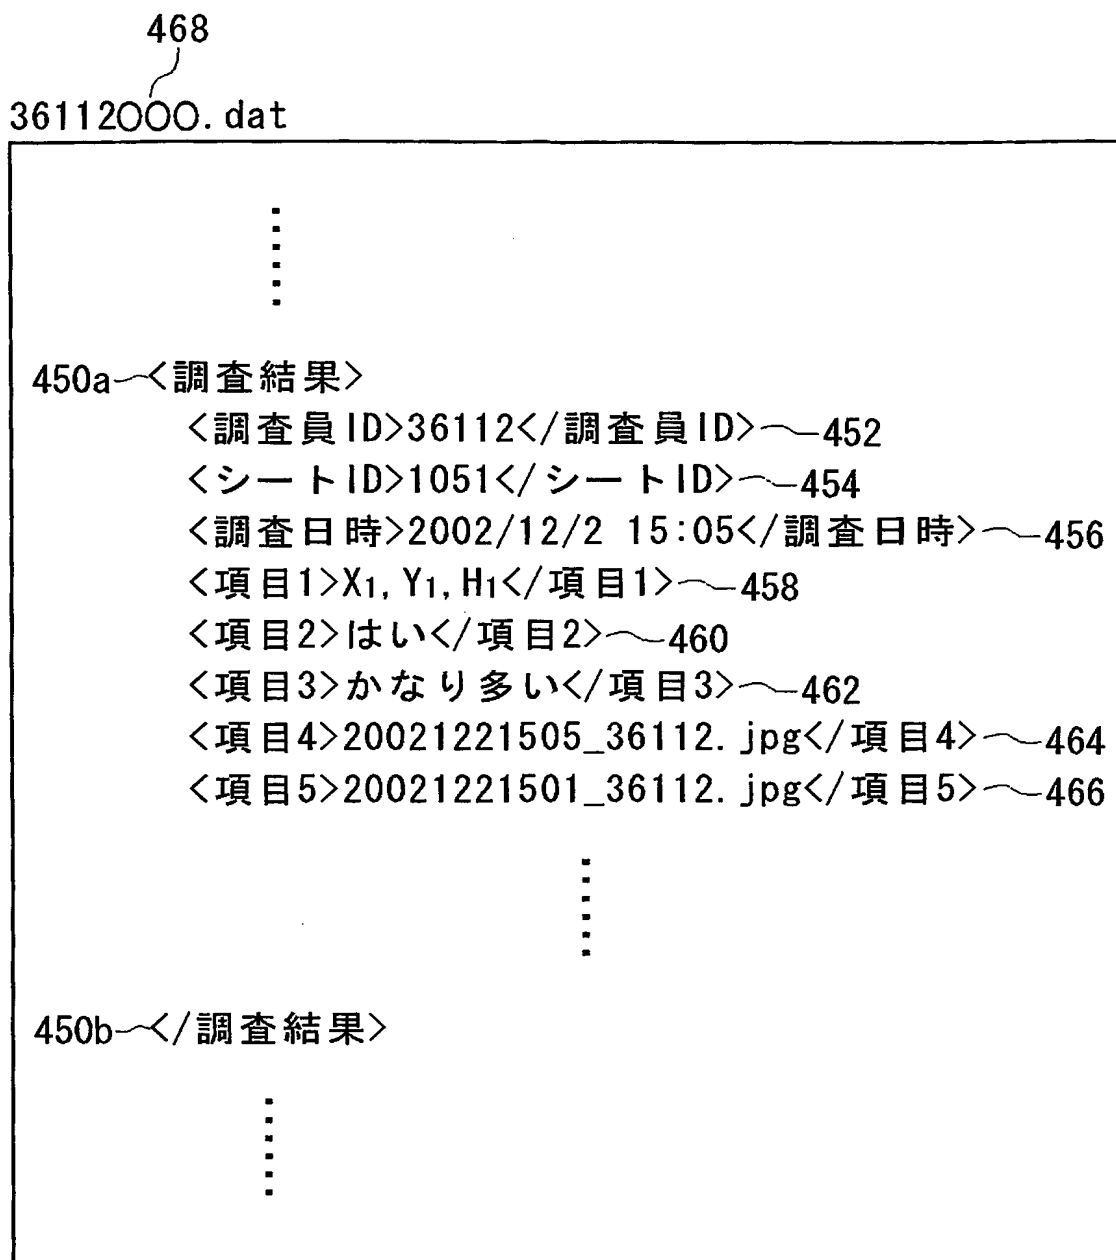 468
36112〇〇〇.dat
450a <調査結果>
<調査員ID>36112</調査員ID> 452
<シートID>1051</シートID> 454
<調査日時>2002/12/2 15:05</調査日時> 456
<項目1>X1, Y1, H1</項目1> 458
<項目2>はい</項目2> 460
<項目3>かなり多い</項目3> 462
<項目4>20021221505_36112.jpg</項目4> 464
<項目5>20021221501_36112.jpg</項目5> 466
450b </調査結果>